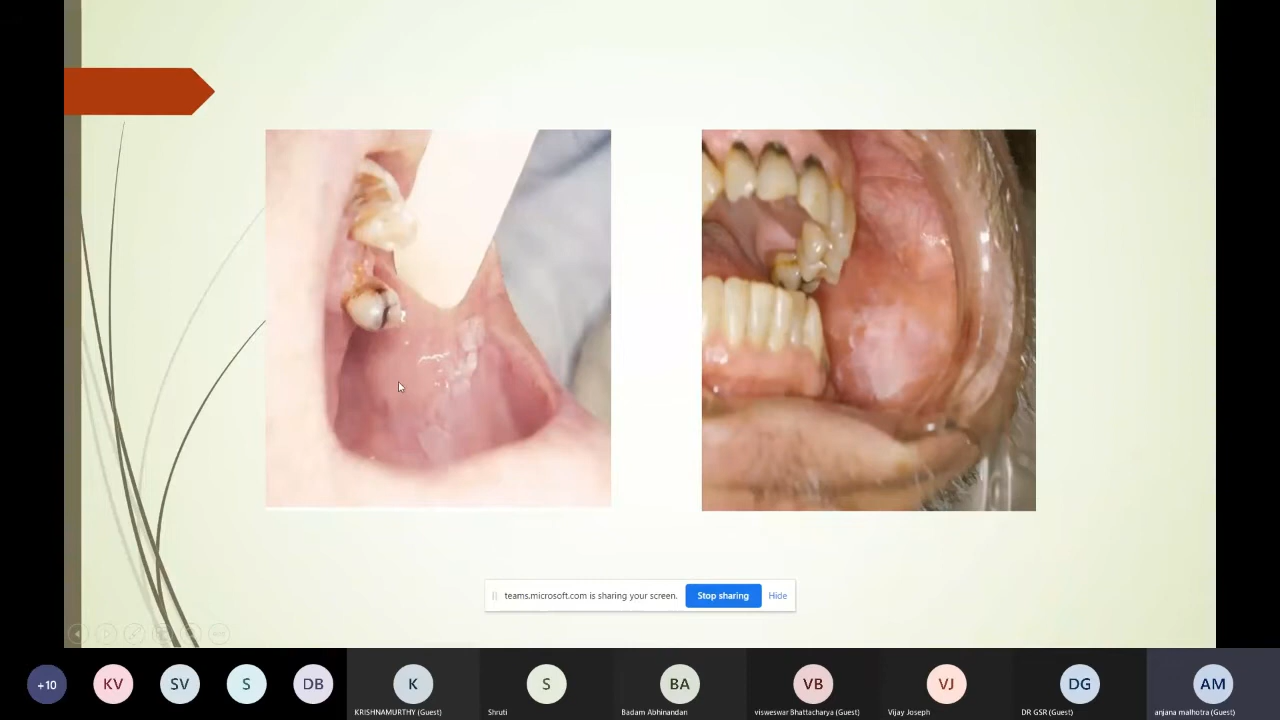 teams.microsoft.com is sharing your screen.
Stop sharing
Hide
+10
KV
SV
S
DB
K
S
BA
VB
VJ
DG
AM
KRISHNAMURTHY (Guest)
Shruti
Badam Abhinandan
visweswar Bhattacharya (Guest)
Vijay Joseph
DR GSR (Guest)
anjana malhotra (Guest)